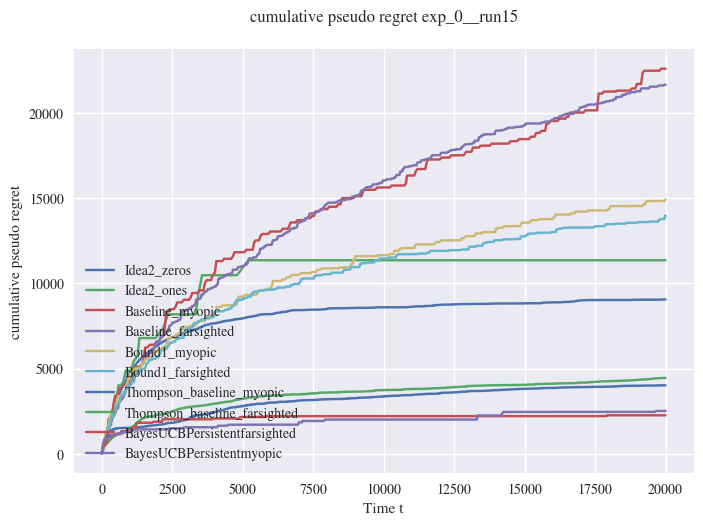 cumulative pseudo regret exp_0__run15
cumulative pseudo regret
20000
15000
10000
5000
0
Idea2_zeros
Idea2_ones
Baseline_myopic
Baseline_farsighted
Bound1_myopic
Bound1_farsighted
Thompson_baseline_myopic
Thompson_baseline_farsighted
BayesUCBPersistentfarsighted
BayesUCBPersistentmyopic
0 2500 5000 7500 10000 12500 15000 17500 20000
Time t